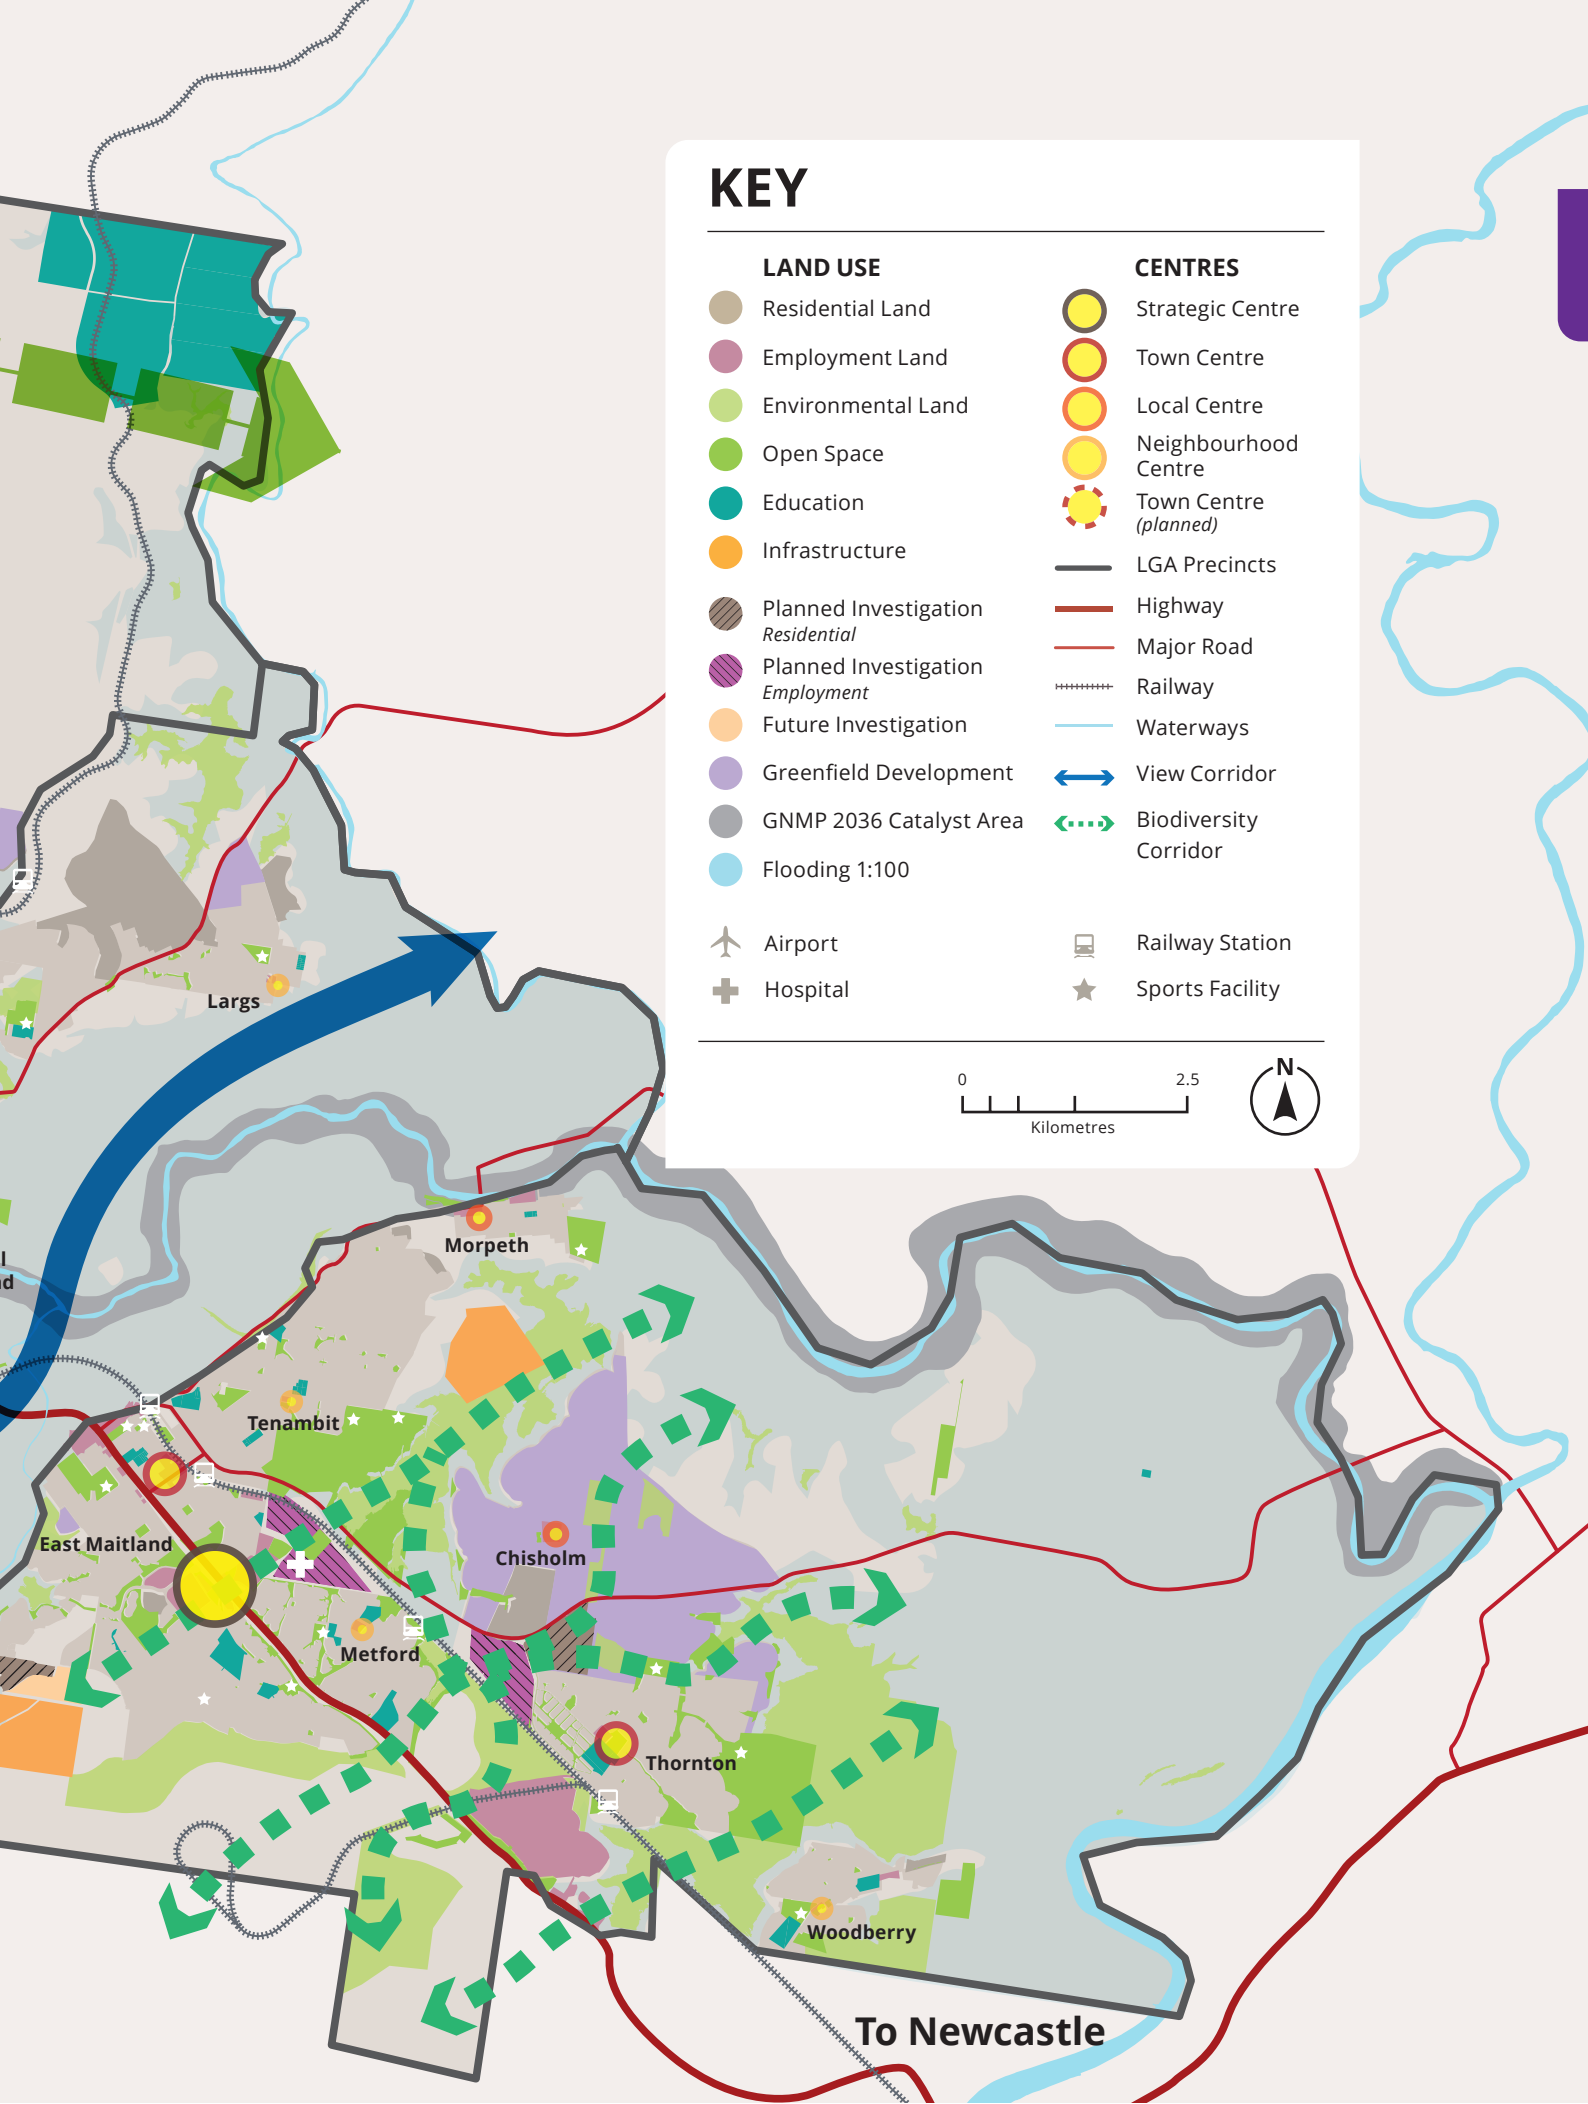 KEY
LAND USE
Residential Land
Employment Land
Environmental Land
Open Space
Education
Infrastructure
Planned Investigation
Residential
Planned Investigation
Employment
Future Investigation
Greenfield Development
GNMP 2036 Catalyst Area
Flooding 1:100
Airport
Hospital
CENTRES
Strategic Centre
Town Centre
Local Centre
Neighbourhood
Centre
Town Centre
(planned)
LGA Precincts
Highway
Major Road
Railway
Waterways
View Corridor
Biodiversity
Corridor
Railway Station
Sports Facility
0 2.5
Kilometres
N
Largs
Morpeth
l
d
Tenambit
East Maitland
Chisholm
Metford
Thornton
Woodberry
To Newcastle